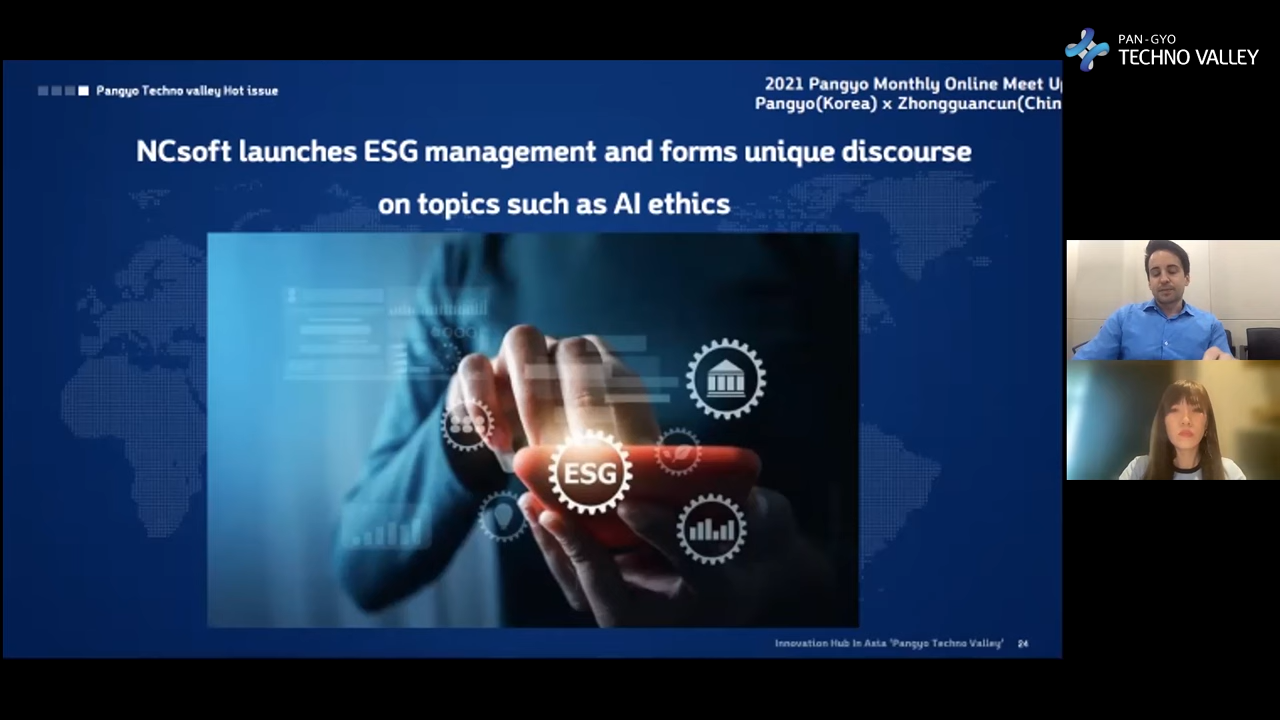 PAN-GYO
TECHNO VALLEY
Pangyo Techno valley Hot issue
2021 Pangyo Monthly Online Meet U
Pangyo(Korea) x Zhongguancun(Chin
NCsoft launches ESG management and forms unique discourse
on topics such as AI ethics
ESG
Innovation Hub In Asia 'Pangyo Techno Valley' 24